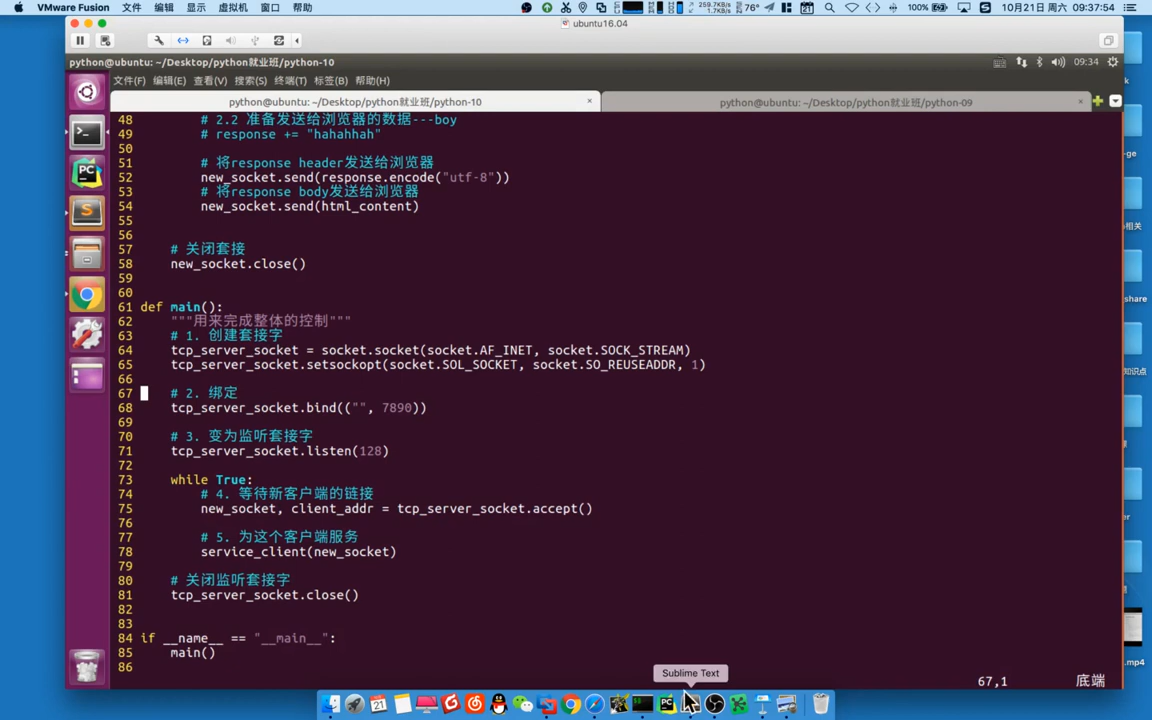 VMware Fusion 文件 编辑 显示 虚拟机 窗口 帮助 259.7KB/s 1.7KB/s 76° 100% 10月21日 周六 09:37:54
ubuntu16.04
python@ubuntu: ~/Desktop/python就业班/python-10 09:34
文件(F) 编辑(E) 查看(V) 搜索(S) 终端(T) 标签(B) 帮助(H)
python@ubuntu: ~/Desktop/python就业班/python-10 × python@ubuntu: ~/Desktop/python就业班/python-09 ×
48 # 2.2 准备发送给浏览器的数据---boy
49 # response += "hahahhah"
50
51 # 将response header发送给浏览器
52 new_socket.send(response.encode("utf-8"))
53 # 将response body发送给浏览器
54 new_socket.send(html_content)
55
56
57 # 关闭套接
58 new_socket.close()
59
60
61 def main():
62 """用来完成整体的控制"""
63 # 1. 创建套接字
64 tcp_server_socket = socket.socket(socket.AF_INET, socket.SOCK_STREAM)
65 tcp_server_socket.setsockopt(socket.SOL_SOCKET, socket.SO_REUSEADDR, 1)
66
67 # 2. 绑定
68 tcp_server_socket.bind(("", 7890))
69
70 # 3. 变为监听套接字
71 tcp_server_socket.listen(128)
72
73 while True:
74 # 4. 等待新客户端的链接
75 new_socket, client_addr = tcp_server_socket.accept()
76
77 # 5. 为这个客户端服务
78 service_client(new_socket)
79
80 # 关闭监听套接字
81 tcp_server_socket.close()
82
83
84 if __name__ == "__main__":
85 main()
86
67,1 底端
Sublime Text
-ge
相关
share
知识点
.mp4